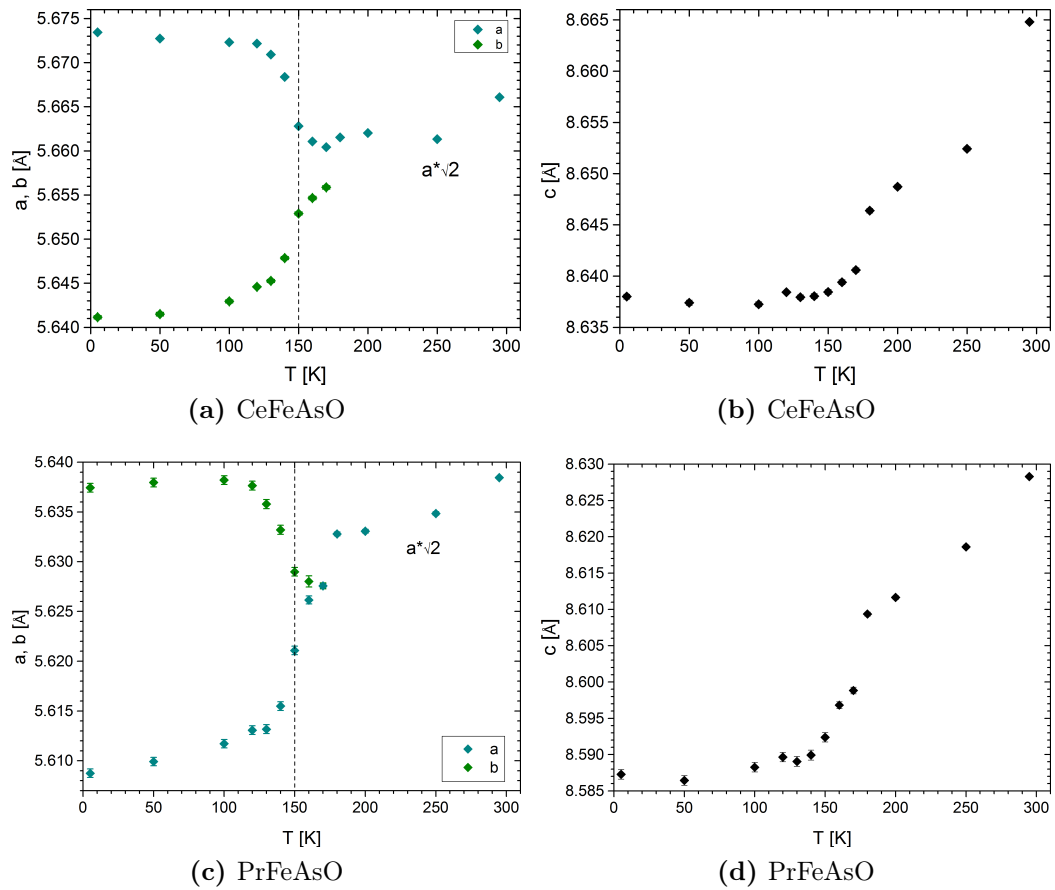 5.675
5.670
5.665
5.660
5.655
5.650
5.645
5.640
a, b [Å]
a
b
a*√2
0 50 100 150 200 250 300
T [K]
(a) CeFeAsO
8.665
8.660
8.655
8.650
8.645
8.640
8.635
c [Å]
0 50 100 150 200 250 300
T [K]
(b) CeFeAsO
5.640
5.635
5.630
5.625
5.620
5.615
5.610
a, b [Å]
a*√2
a
b
0 50 100 150 200 250 300
T [K]
(c) PrFeAsO
8.630
8.625
8.620
8.615
8.610
8.605
8.600
8.595
8.590
8.585
c [Å]
0 50 100 150 200 250 300
T [K]
(d) PrFeAsO